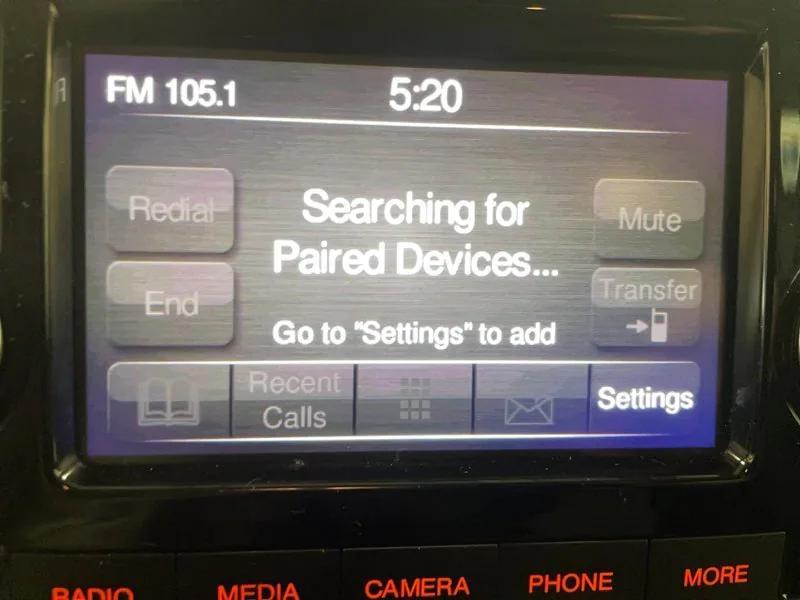 FM 105.1
5:20
Redial
Searching for
Paired Devices...
Mute
End
Transfer
Go to "Settings" to add
Recent
Calls
Settings
RADIO
MEDIA
CAMERA
PHONE
MORE